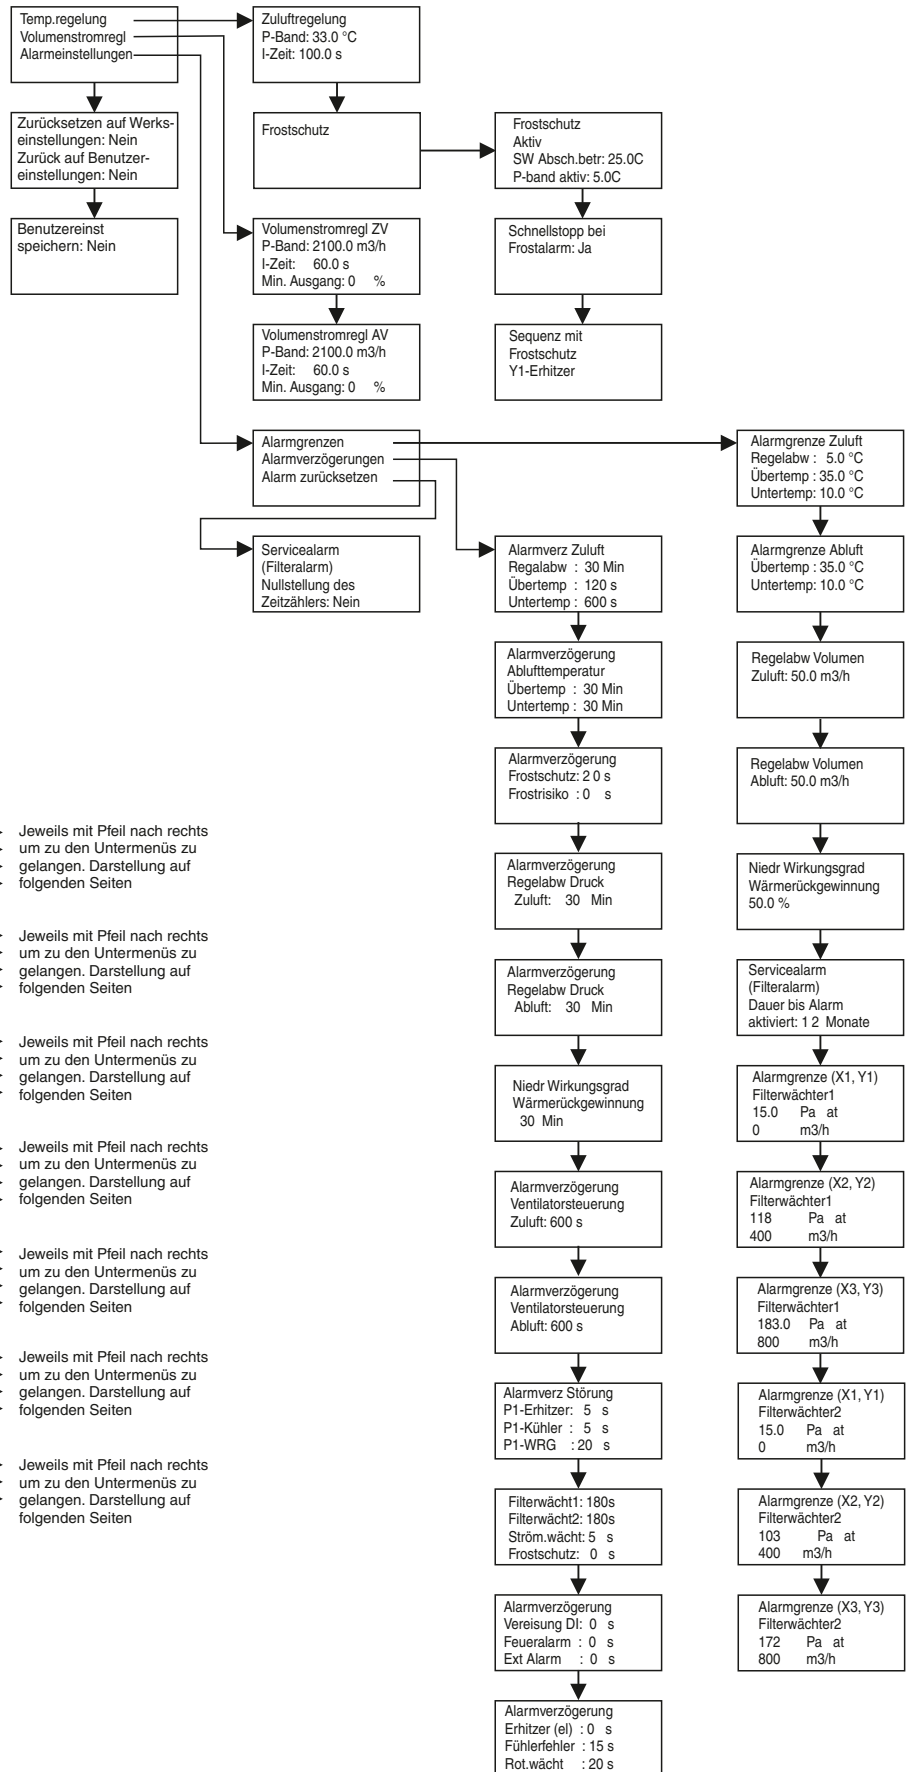 Temp.regelung
Volumenstromregl
Alarmeinstellungen
Zuluftregelung
P-Band: 33.0 °C
I-Zeit: 100.0 s
Zurücksetzen auf Werks-
einstellungen: Nein
Zurück auf Benutzer-
einstellungen: Nein
Frostschutz
Frostschutz
Aktiv
SW Absch.betr: 25.0C
P-band aktiv: 5.0C
Benutzereinst
speichern: Nein
Volumenstromregl ZV
P-Band: 2100.0 m3/h
I-Zeit: 60.0 s
Min. Ausgang: 0 %
Schnellstopp bei
Frostalarm: Ja
Volumenstromregl AV
P-Band: 2100.0 m3/h
I-Zeit: 60.0 s
Min. Ausgang: 0 %
Sequenz mit
Frostschutz
Y1-Erhitzer
Alarmgrenzen
Alarmverzögerungen
Alarm zurücksetzen
Servicealarm
(Filteralarm)
Nullstellung des
Zeitzählers: Nein
Alarmverz Zuluft
Regalabw : 30 Min
Übertemp : 120 s
Untertemp : 600 s
Alarmverzögerung
Ablufttemperatur
Übertemp : 30 Min
Untertemp : 30 Min
Alarmverzögerung
Frostschutz: 2 0 s
Frostrisiko : 0 s
Alarmverzögerung
Regelabw Druck
Zuluft: 30 Min
Alarmverzögerung
Regelabw Druck
Abluft: 30 Min
Niedr Wirkungsgrad
Wärmerückgewinnung
30 Min
Alarmverzögerung
Ventilatorsteuerung
Zuluft: 600 s
Alarmverzögerung
Ventilatorsteuerung
Abluft: 600 s
Alarmverz Störung
P1-Erhitzer: 5 s
P1-Kühler : 5 s
P1-WRG : 20 s
Filterwächt1: 180s
Filterwächt2: 180s
Ström.wächt: 5 s
Frostschutz: 0 s
Alarmverzögerung
Vereisung DI: 0 s
Feueralarm : 0 s
Ext Alarm : 0 s
Alarmverzögerung
Erhitzer (el) : 0 s
Fühlerfehler : 15 s
Rot.wächt : 20 s
Alarmgrenze Zuluft
Regelabw : 5.0 °C
Übertemp : 35.0 °C
Untertemp: 10.0 °C
Alarmgrenze Abluft
Übertemp : 35.0 °C
Untertemp: 10.0 °C
Regelabw Volumen
Zuluft: 50.0 m3/h
Regelabw Volumen
Abluft: 50.0 m3/h
Niedr Wirkungsgrad
Wärmerückgewinnung
50.0 %
Servicealarm
(Filteralarm)
Dauer bis Alarm
aktiviert: 1 2 Monate
Alarmgrenze (X1, Y1)
Filterwächter1
15.0 Pa at
0 m3/h
Alarmgrenze (X2, Y2)
Filterwächter1
118 Pa at
400 m3/h
Alarmgrenze (X3, Y3)
Filterwächter1
183.0 Pa at
800 m3/h
Alarmgrenze (X1, Y1)
Filterwächter2
15.0 Pa at
0 m3/h
Alarmgrenze (X2, Y2)
Filterwächter2
103 Pa at
400 m3/h
Alarmgrenze (X3, Y3)
Filterwächter2
172 Pa at
800 m3/h
Jeweils mit Pfeil nach rechts
um zu den Untermenüs zu
gelangen. Darstellung auf
folgenden Seiten
Jeweils mit Pfeil nach rechts
um zu den Untermenüs zu
gelangen. Darstellung auf
folgenden Seiten
Jeweils mit Pfeil nach rechts
um zu den Untermenüs zu
gelangen. Darstellung auf
folgenden Seiten
Jeweils mit Pfeil nach rechts
um zu den Untermenüs zu
gelangen. Darstellung auf
folgenden Seiten
Jeweils mit Pfeil nach rechts
um zu den Untermenüs zu
gelangen. Darstellung auf
folgenden Seiten
Jeweils mit Pfeil nach rechts
um zu den Untermenüs zu
gelangen. Darstellung auf
folgenden Seiten
Jeweils mit Pfeil nach rechts
um zu den Untermenüs zu
gelangen. Darstellung auf
folgenden Seiten